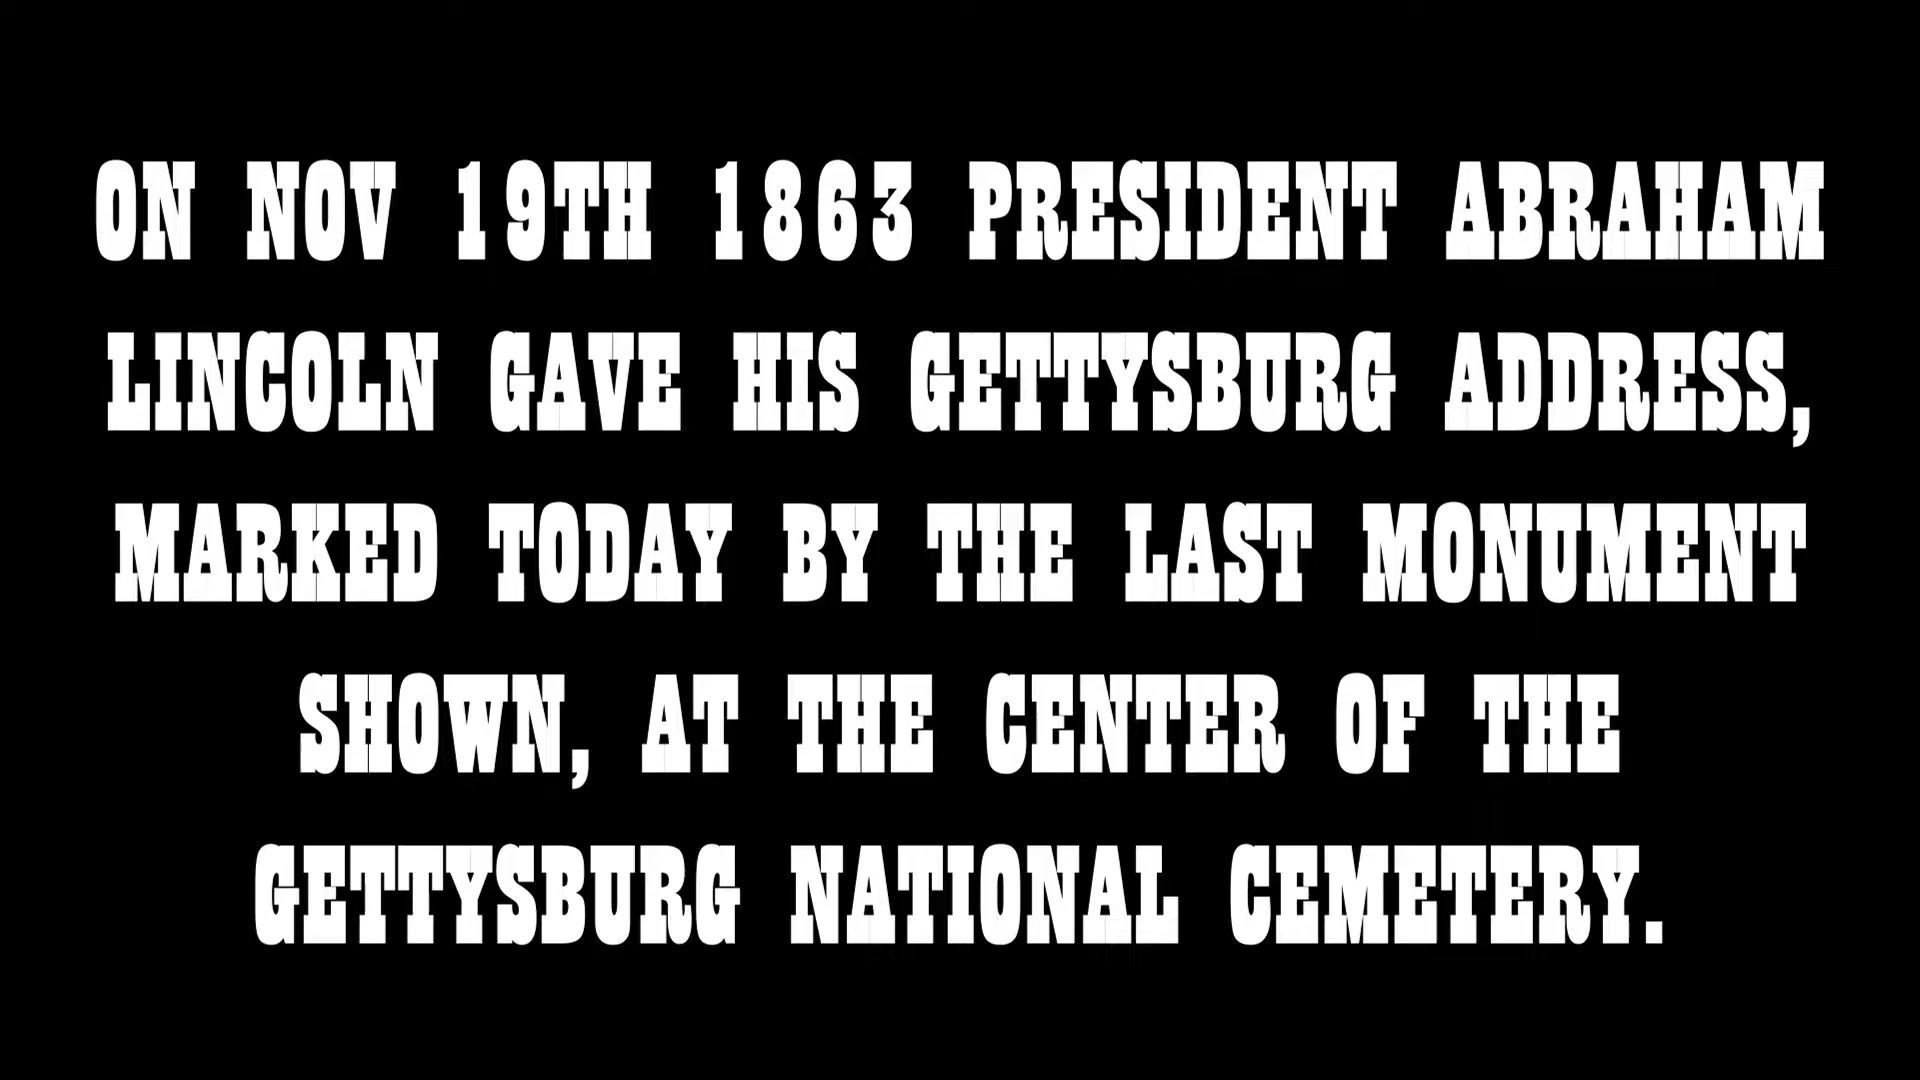 ON NOV 19TH 1863 PRESIDENT ABRAHAM
LINCOLN GAVE HIS GETTYSBURG ADDRESS,
MARKED TODAY BY THE LAST MONUMENT
SHOWN, AT THE CENTER OF THE
GETTYSBURG NATIONAL CEMETERY.